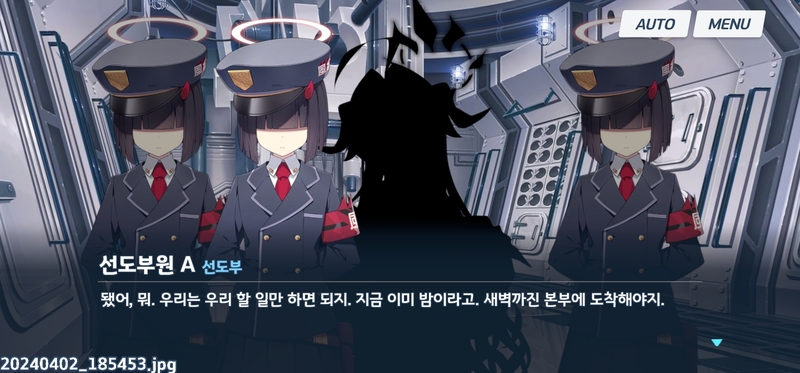 AUTO
MENU
선도부원 A 선도부
됐어, 뭐. 우리는 우리 할 일만 하면 되지. 지금 이미 밤이라고. 새벽까진 본부에 도착해야지.
20240402_185453.jpg